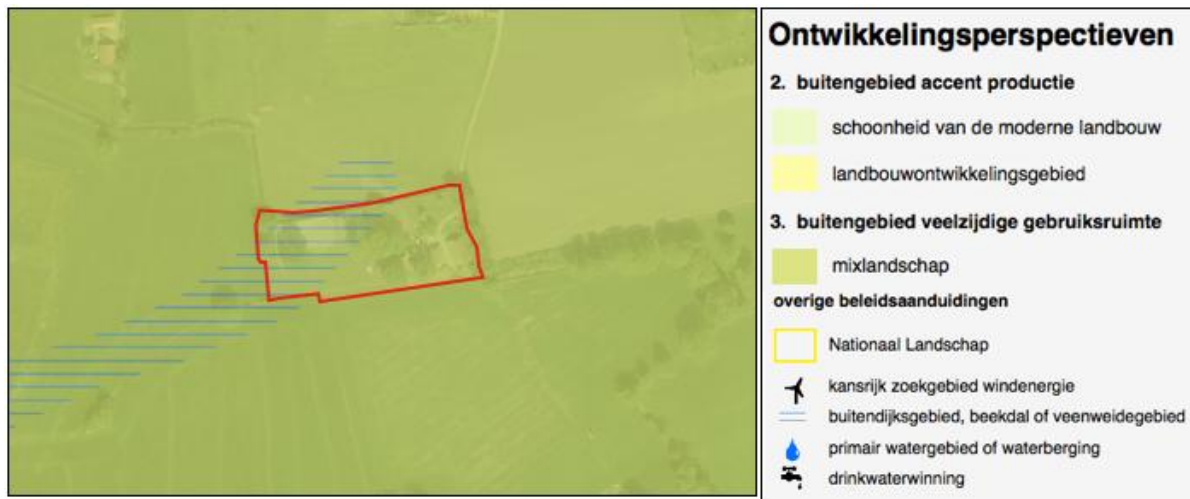 Ontwikkelingsperspectieven
2. buitengebied accent productie
schoonheid van de moderne landbouw
landbouwontwikkelingsgebied
3. buitengebied veelzijdige gebruiksruimte
mixlandschap
overige beleidsaanduidingen
Nationaal Landschap
kansrijk zoekgebied windenergie
buitendijksgebied, beekdal of veenweidegebied
primair watergebied of waterberging
drinkwaterwinning